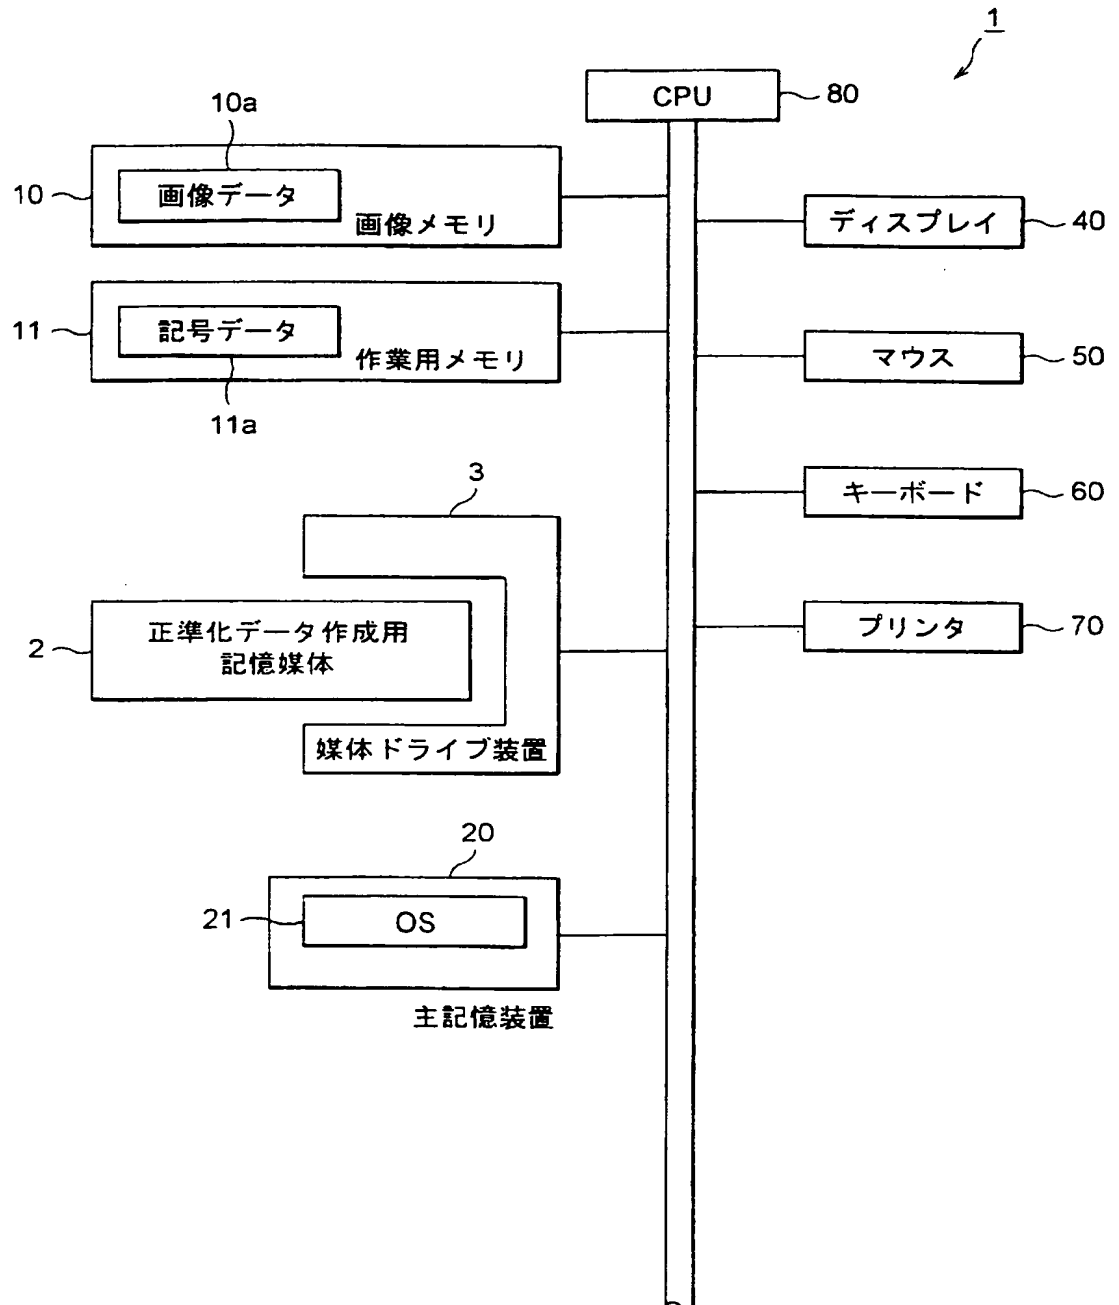 1
CPU
80
10a
10
画像データ
画像メモリ
ディスプレイ
40
11
記号データ
作業用メモリ
11a
マウス
50
3
キーボード
60
2
正準化データ作成用
記憶媒体
媒体ドライブ装置
プリンタ
70
20
21
OS
主記憶装置